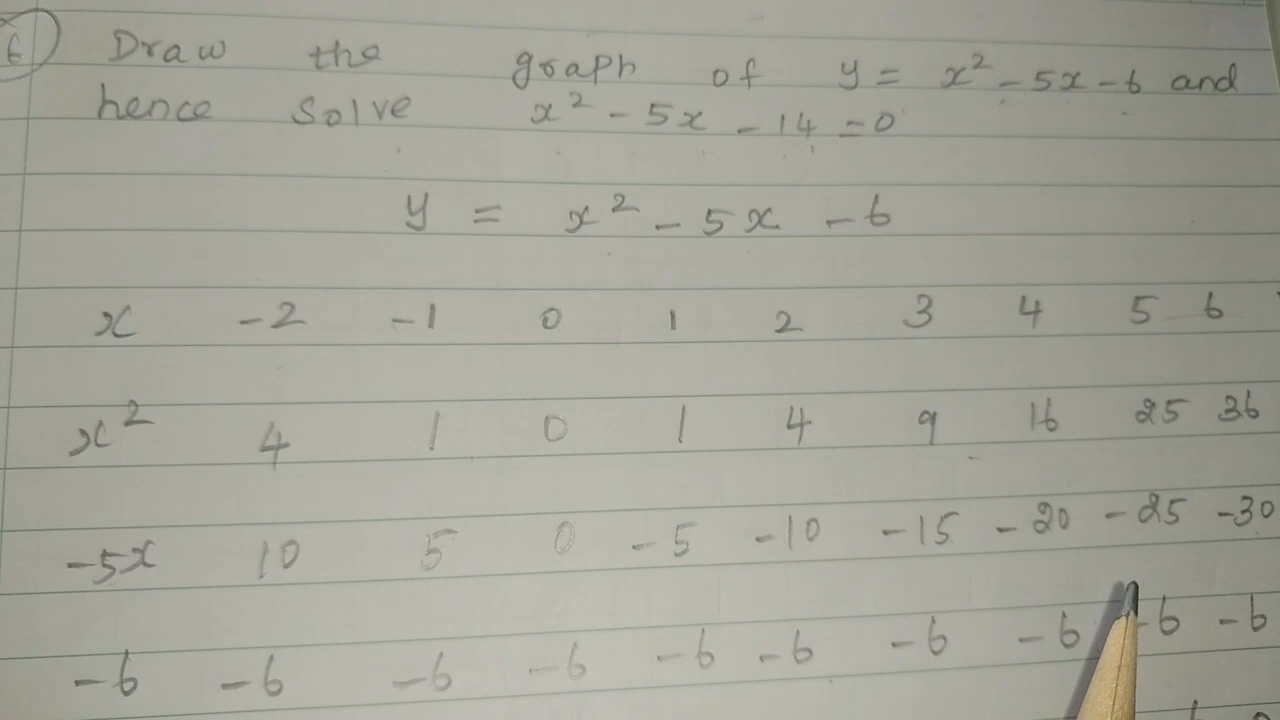 6 Draw the graph of y = x² - 5x - 6 and
hence solve x² - 5x - 14 = 0
y = x² - 5x - 6
x -2 -1 0 1 2 3 4 5 6
x² 4 1 0 1 4 9 16 25 36
-5x 10 5 0 -5 -10 -15 -20 -25 -30
-6 -6 -6 -6 -6 -6 -6 -6 -6 -6